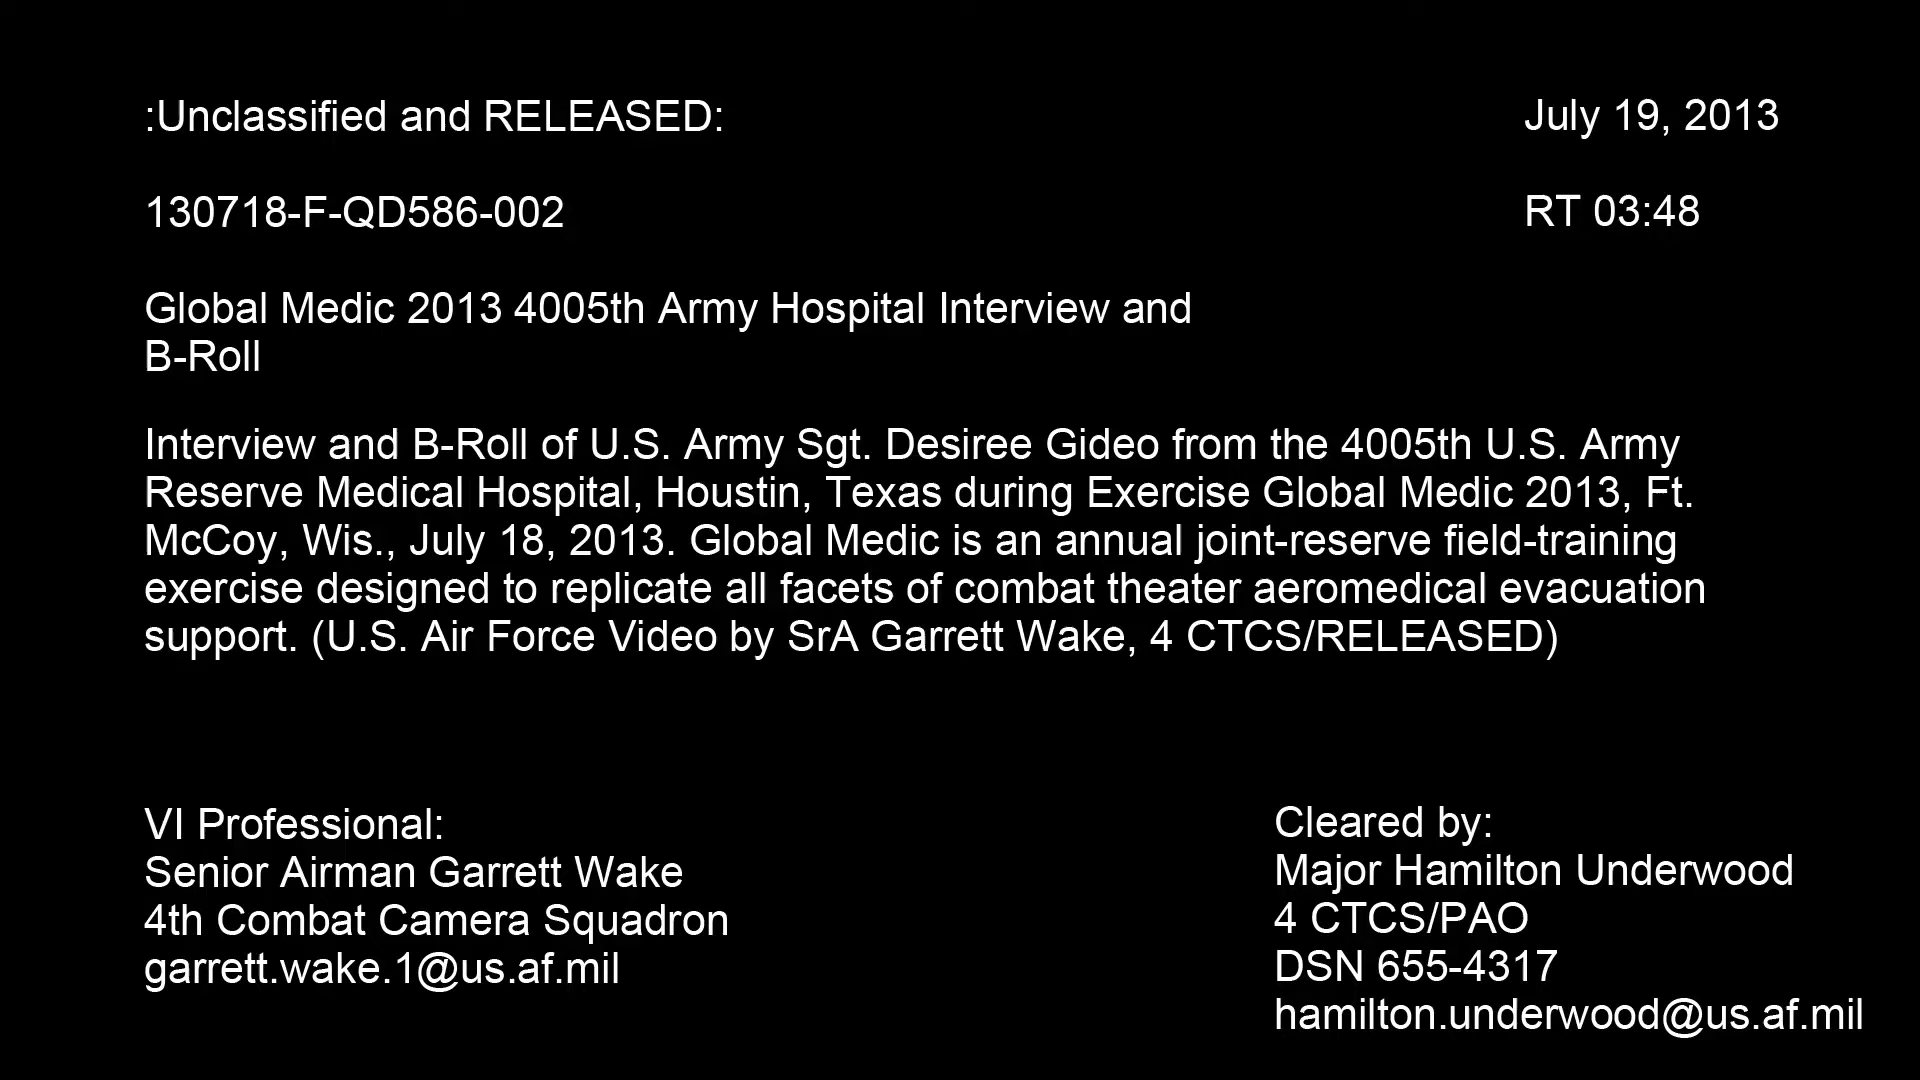 :Unclassified and RELEASED:
July 19, 2013
130718-F-QD586-002
RT 03:48
Global Medic 2013 4005th Army Hospital Interview and
B-Roll
Interview and B-Roll of U.S. Army Sgt. Desiree Gideo from the 4005th U.S. Army
Reserve Medical Hospital, Houstin, Texas during Exercise Global Medic 2013, Ft.
McCoy, Wis., July 18, 2013. Global Medic is an annual joint-reserve field-training
exercise designed to replicate all facets of combat theater aeromedical evacuation
support. (U.S. Air Force Video by SrA Garrett Wake, 4 CTCS/RELEASED)
VI Professional:
Senior Airman Garrett Wake
4th Combat Camera Squadron
garrett.wake.1@us.af.mil
Cleared by:
Major Hamilton Underwood
4 CTCS/PAO
DSN 655-4317
hamilton.underwood@us.af.mil